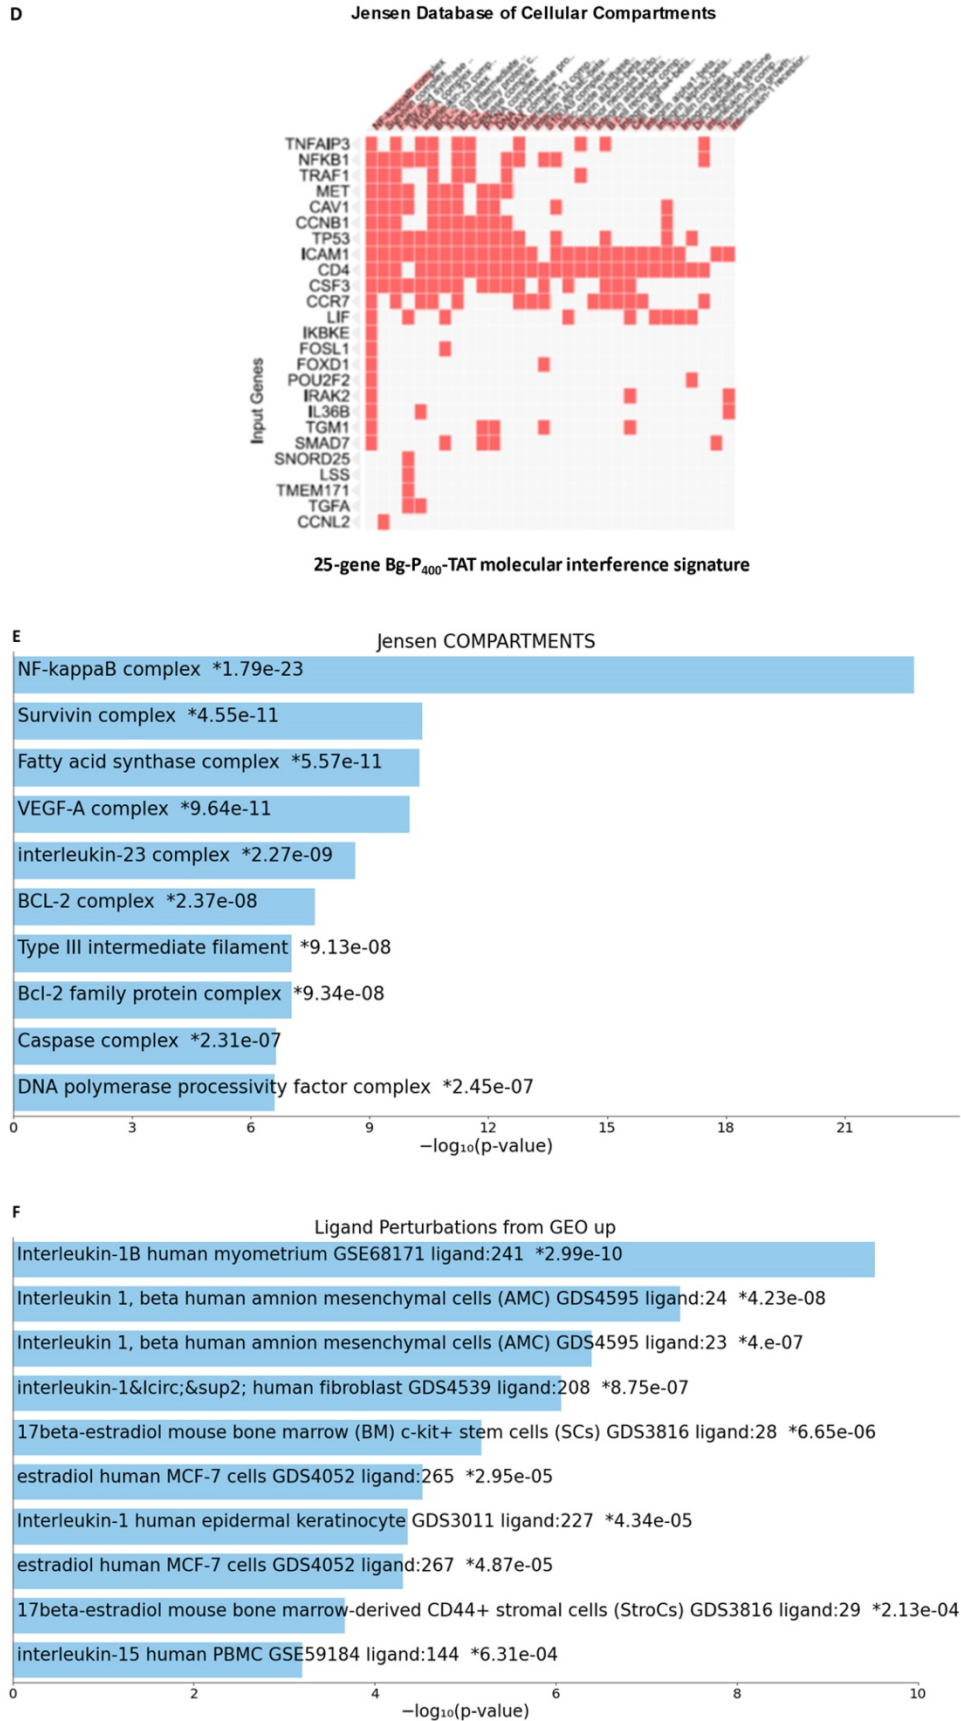 D
Jensen Database of Cellular Compartments
NF-kappaB complex
TNFAIP3
NFKB1
TRAF1
MET
CAV1
CCNB1
TP53
ICAM1
CD4
CSF3
CCR7
LIF
IKBKE
FOSL1
FOXD1
POU2F2
IRAK2
IL36B
TGM1
SMAD7
SNORD25
LSS
TMEM171
TGFA
CCNL2
Input Genes
25-gene Bg-P₄₀₀-TAT molecular interference signature
E
Jensen COMPARTMENTS
NF-kappaB complex *1.79e-23
Survivin complex *4.55e-11
Fatty acid synthase complex *5.57e-11
VEGF-A complex *9.64e-11
interleukin-23 complex *2.27e-09
BCL-2 complex *2.37e-08
Type III intermediate filament *9.13e-08
Bcl-2 family protein complex *9.34e-08
Caspase complex *2.31e-07
DNA polymerase processivity factor complex *2.45e-07
0 3 6 9 12 15 18 21
−log₁₀(p-value)
F
Ligand Perturbations from GEO up
Interleukin-1B human myometrium GSE68171 ligand:241 *2.99e-10
Interleukin 1, beta human amnion mesenchymal cells (AMC) GDS4595 ligand:24 *4.23e-08
Interleukin 1, beta human amnion mesenchymal cells (AMC) GDS4595 ligand:23 *4.e-07
interleukin-1&Icirc;&sup2; human fibroblast GDS4539 ligand:208 *8.75e-07
17beta-estradiol mouse bone marrow (BM) c-kit+ stem cells (SCs) GDS3816 ligand:28 *6.65e-06
estradiol human MCF-7 cells GDS4052 ligand:265 *2.95e-05
Interleukin-1 human epidermal keratinocyte GDS3011 ligand:227 *4.34e-05
estradiol human MCF-7 cells GDS4052 ligand:267 *4.87e-05
17beta-estradiol mouse bone marrow-derived CD44+ stromal cells (StroCs) GDS3816 ligand:29 *2.13e-04
interleukin-15 human PBMC GSE59184 ligand:144 *6.31e-04
0 2 4 6 8 10
−log₁₀(p-value)